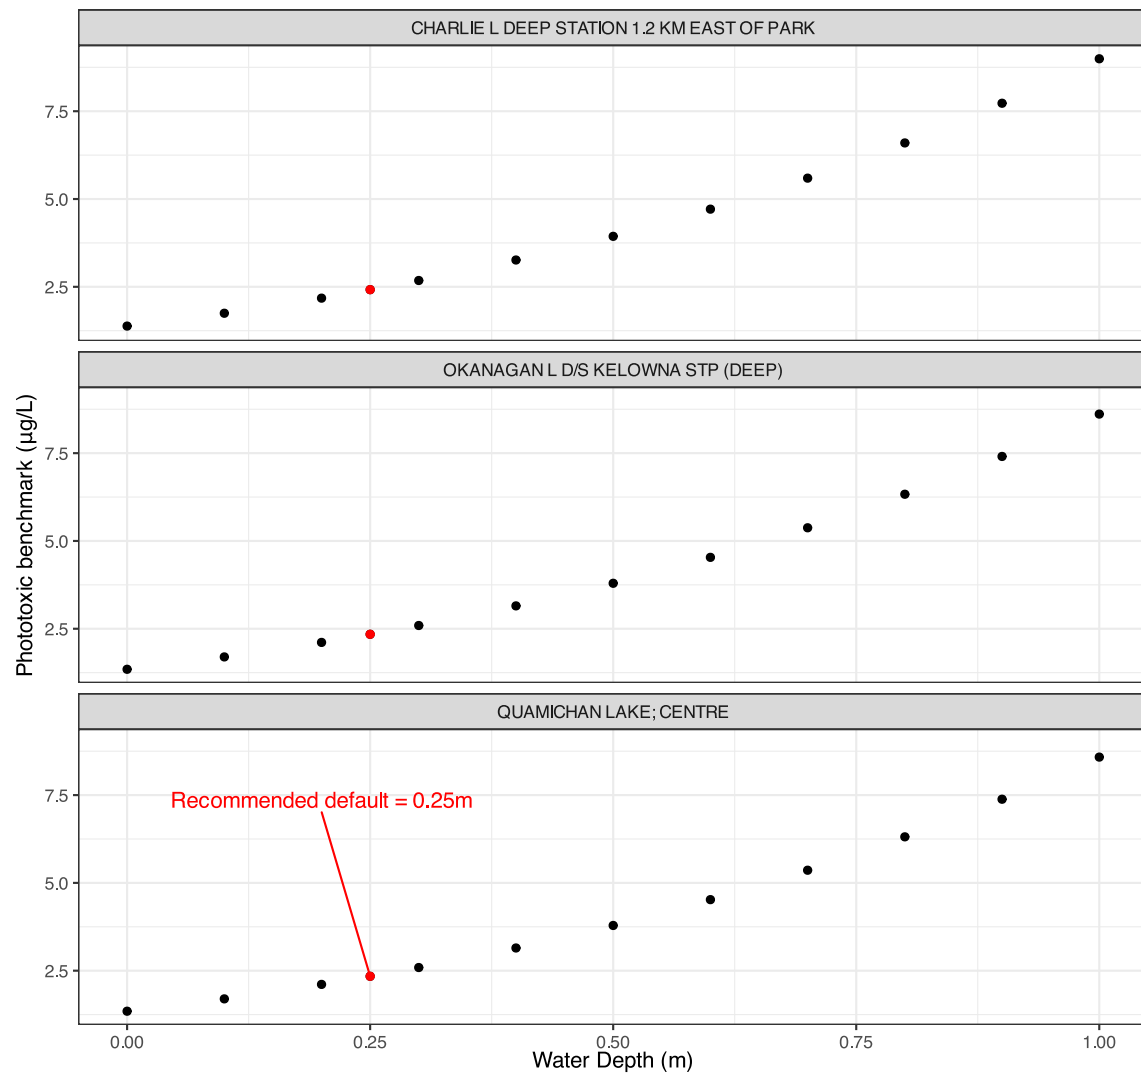 CHARLIE L DEEP STATION 1.2 KM EAST OF PARK
7.5
5.0
2.5
OKANAGAN L D/S KELOWNA STP (DEEP)
7.5
5.0
2.5
Phototoxic benchmark (µg/L)
QUAMICHAN LAKE; CENTRE
7.5
Recommended default = 0.25m
5.0
2.5
0.00 0.25 0.50 0.75 1.00
Water Depth (m)